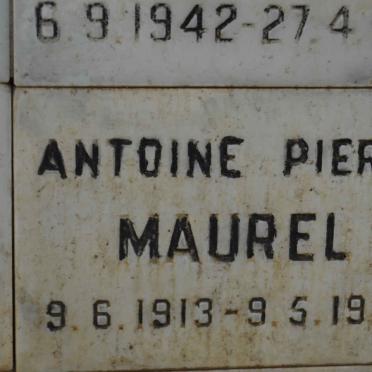 6 9 1942-27 4
ANTOINE PIER
MAUREL
9 6.1913-9.5.19